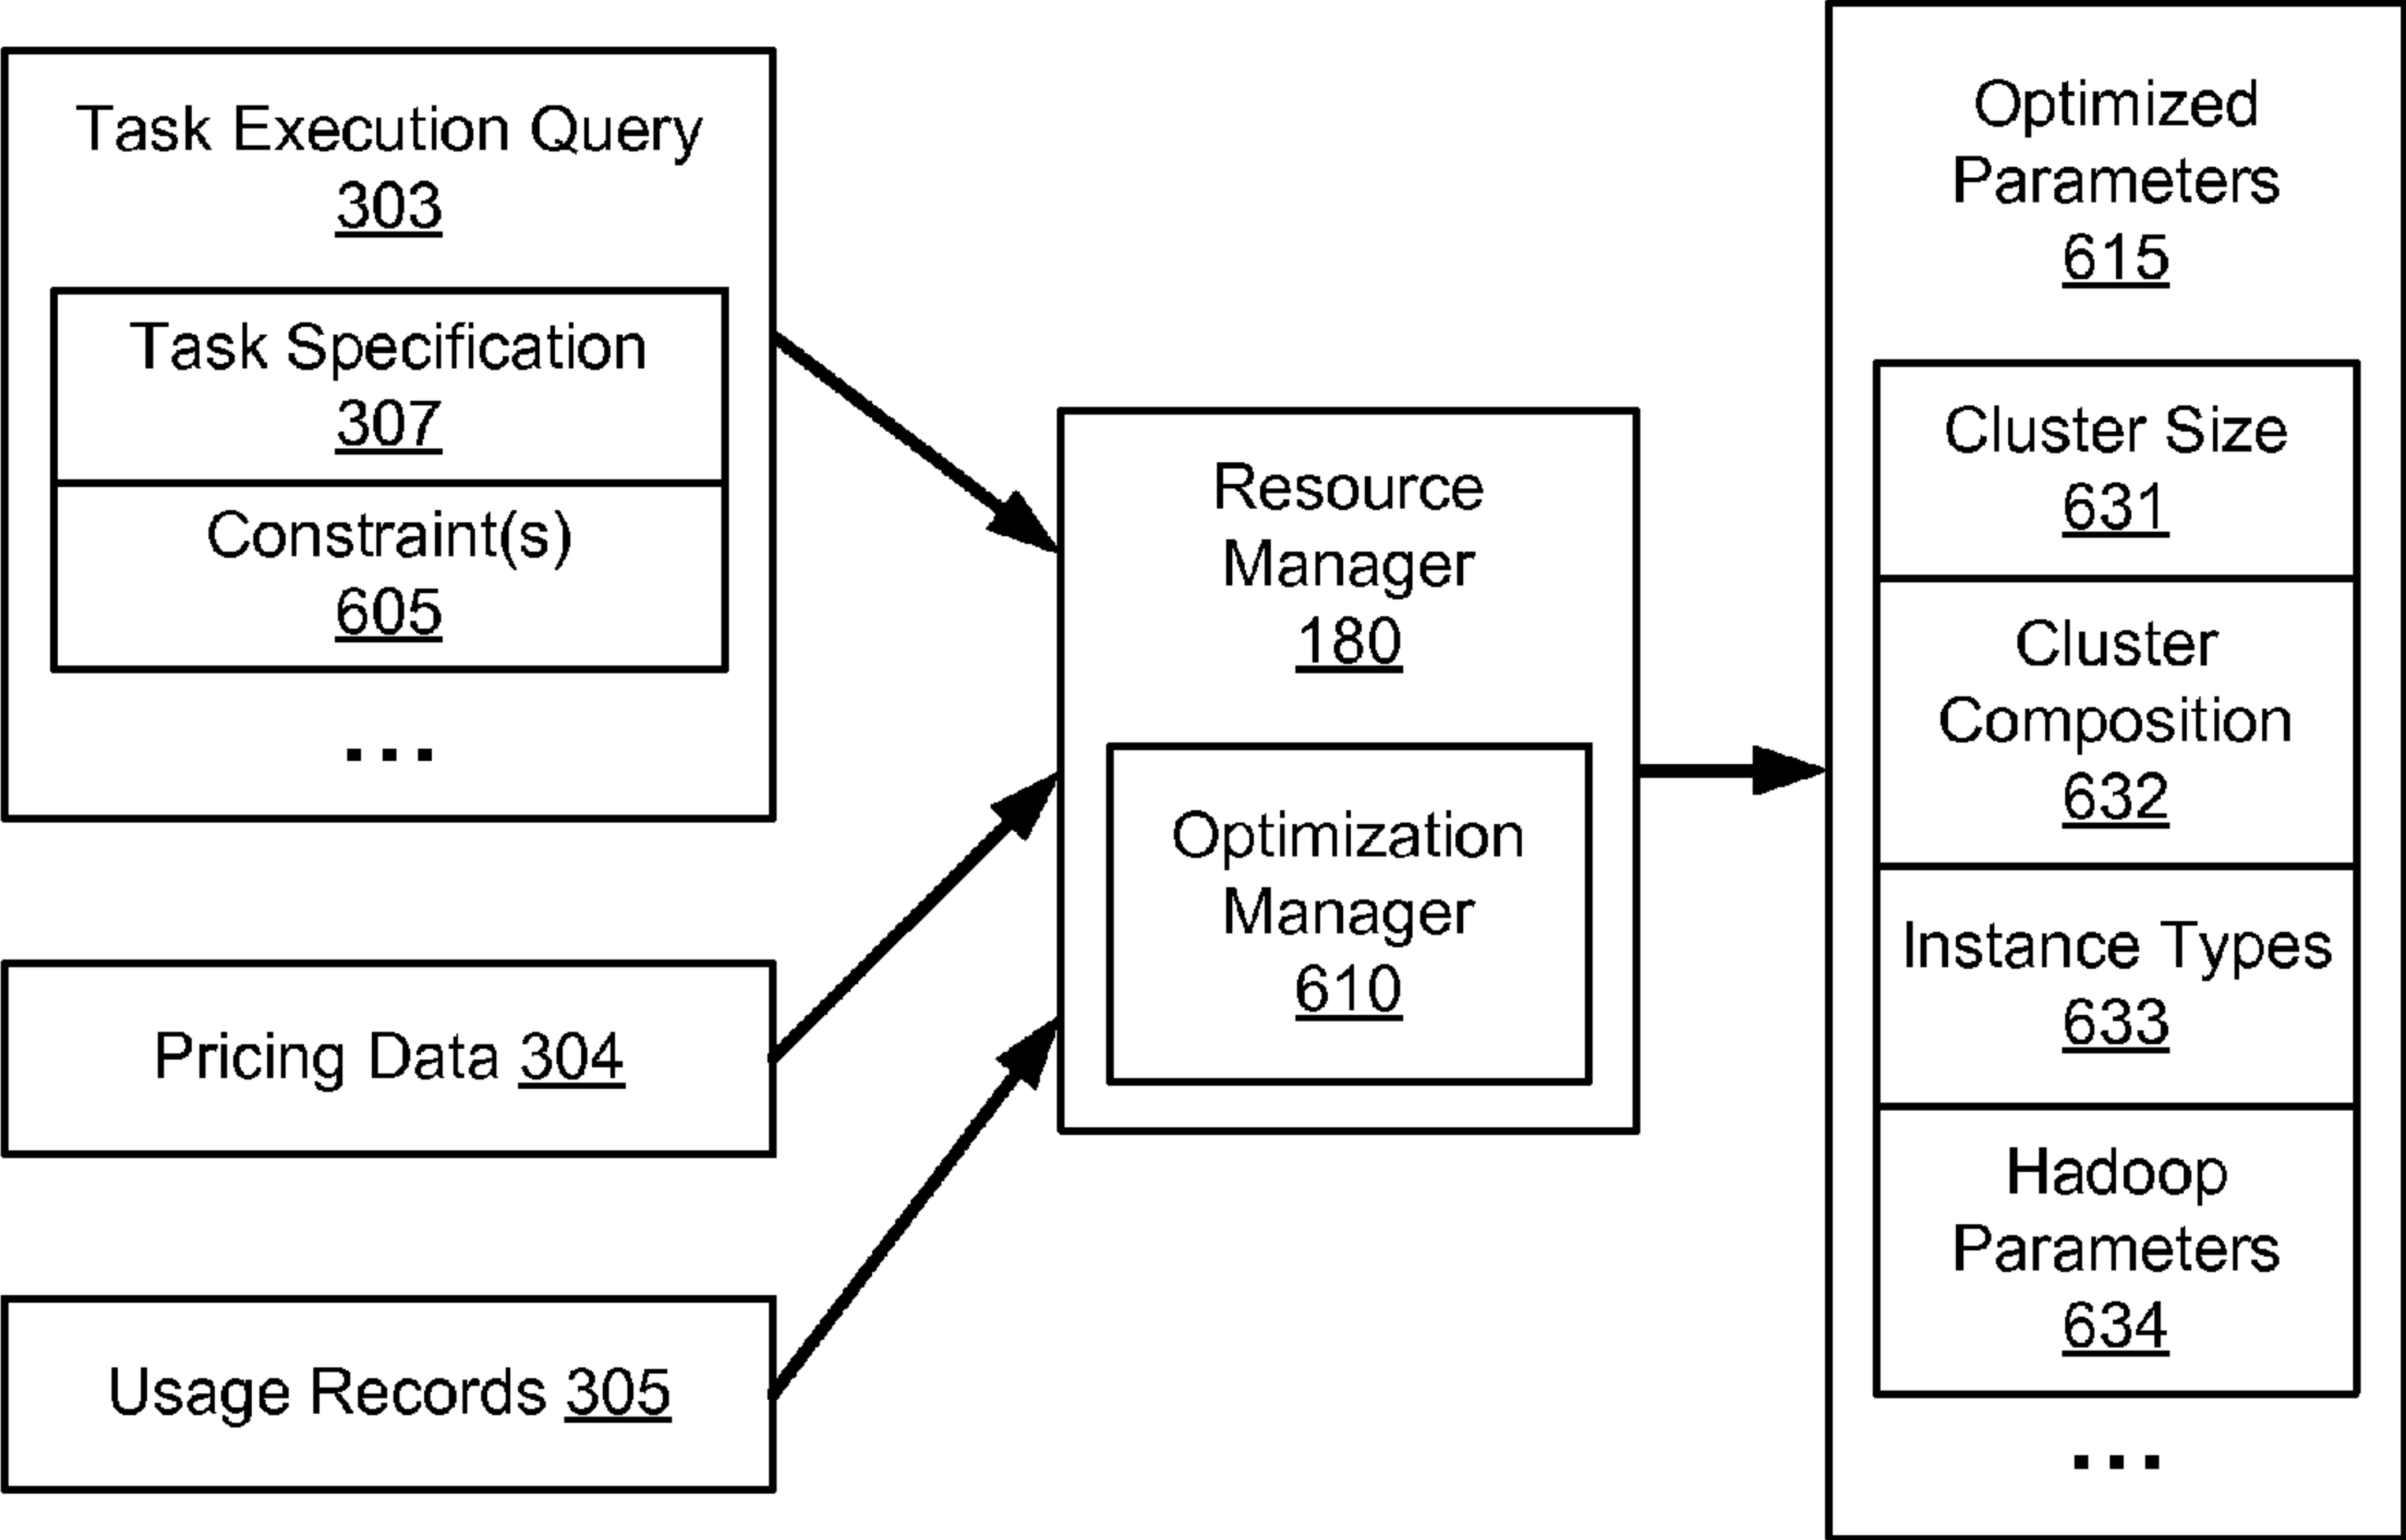 Task Execution Query
303
Task Specification
307
Constraint(s)
605
...
Pricing Data 304
Usage Records 305
Resource
Manager
180
Optimization
Manager
610
Optimized
Parameters
615
Cluster Size
631
Cluster
Composition
632
Instance Types
633
Hadoop
Parameters
634
...